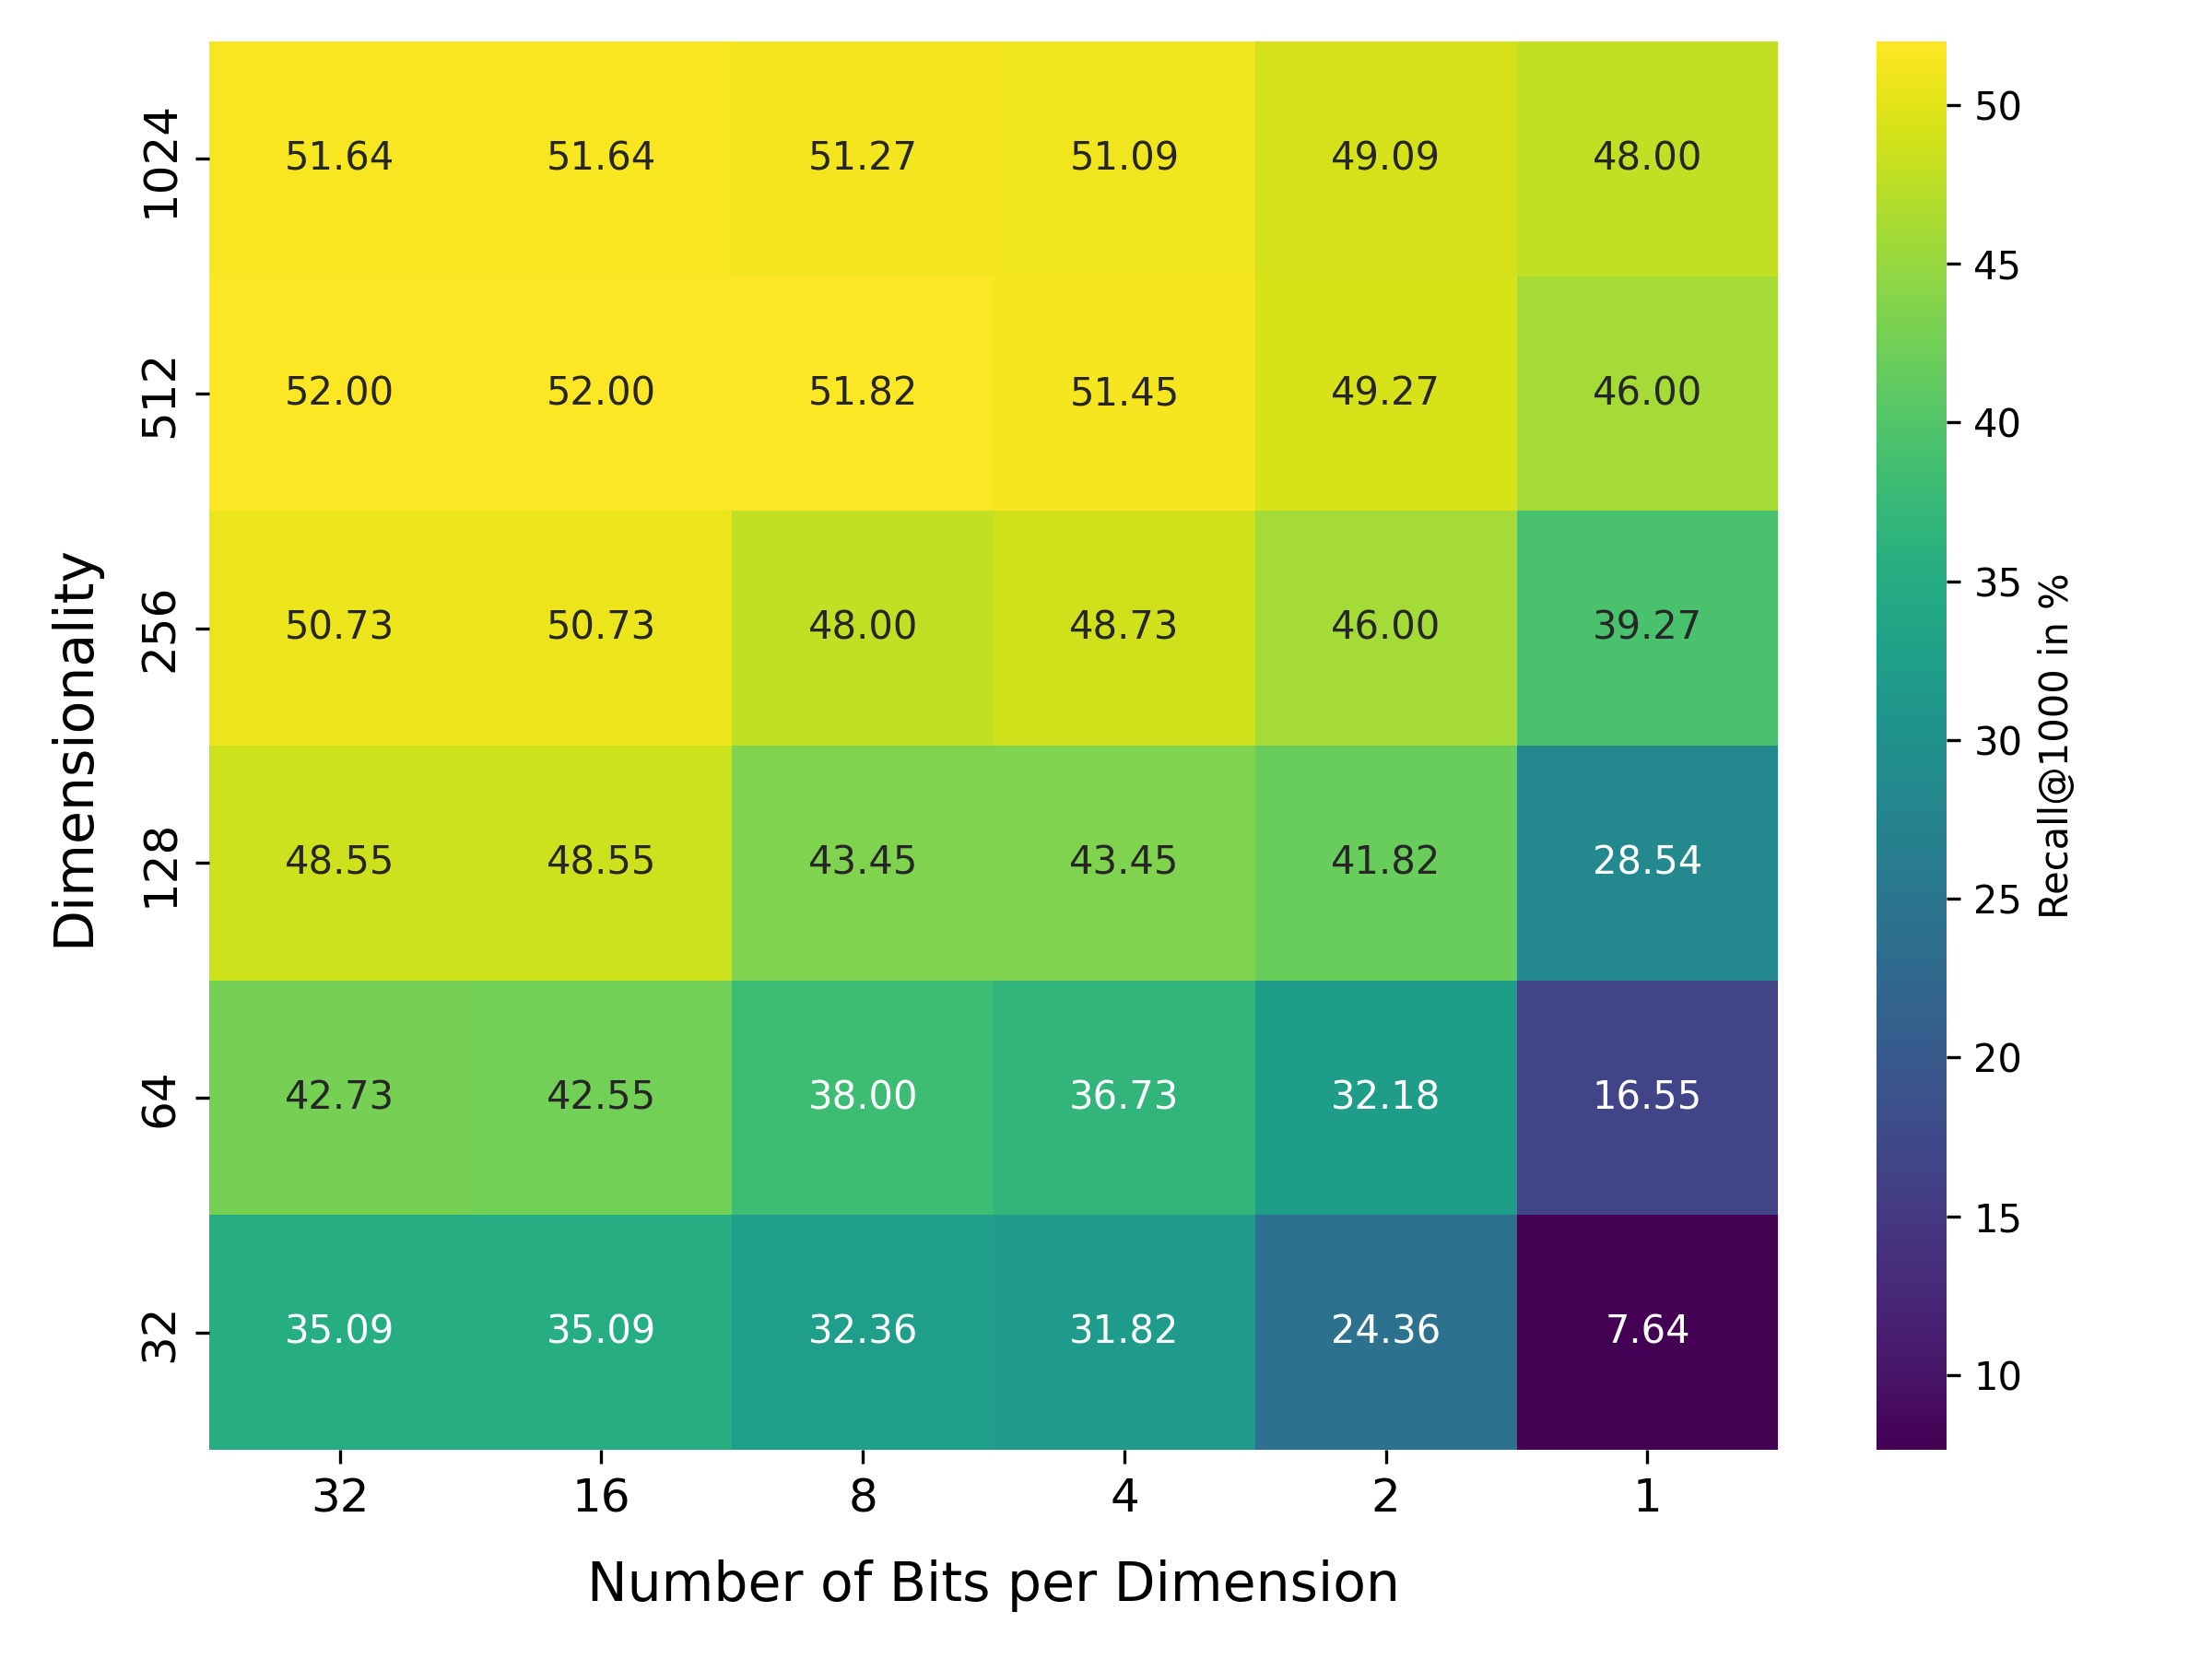 1024 51.64 51.64 51.27 51.09 49.09 48.00
512 52.00 52.00 51.82 51.45 49.27 46.00
256 50.73 50.73 48.00 48.73 46.00 39.27
128 48.55 48.55 43.45 43.45 41.82 28.54
64 42.73 42.55 38.00 36.73 32.18 16.55
32 35.09 35.09 32.36 31.82 24.36 7.64
32 16 8 4 2 1
Number of Bits per Dimension
Dimensionality
50
45
40
35
30
25
20
15
10
Recall@1000 in %